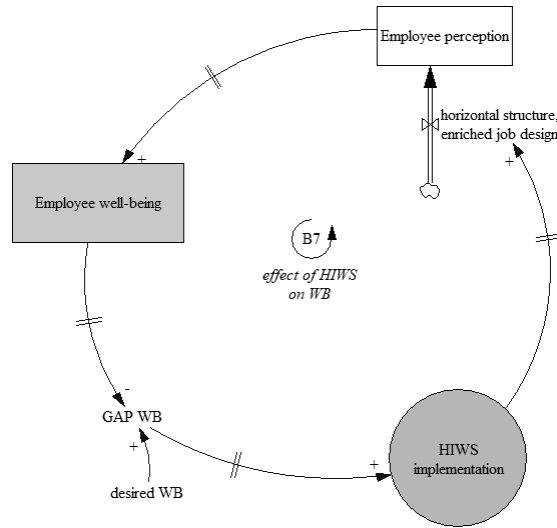 Employee perception
horizontal structure,
enriched job design
+
+
Employee well-being
+
B7
effect of HIWS
on WB
-
GAP WB
+
desired WB
+
HIWS
implementation